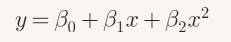 y = β₀ + β₁x + β₂x²